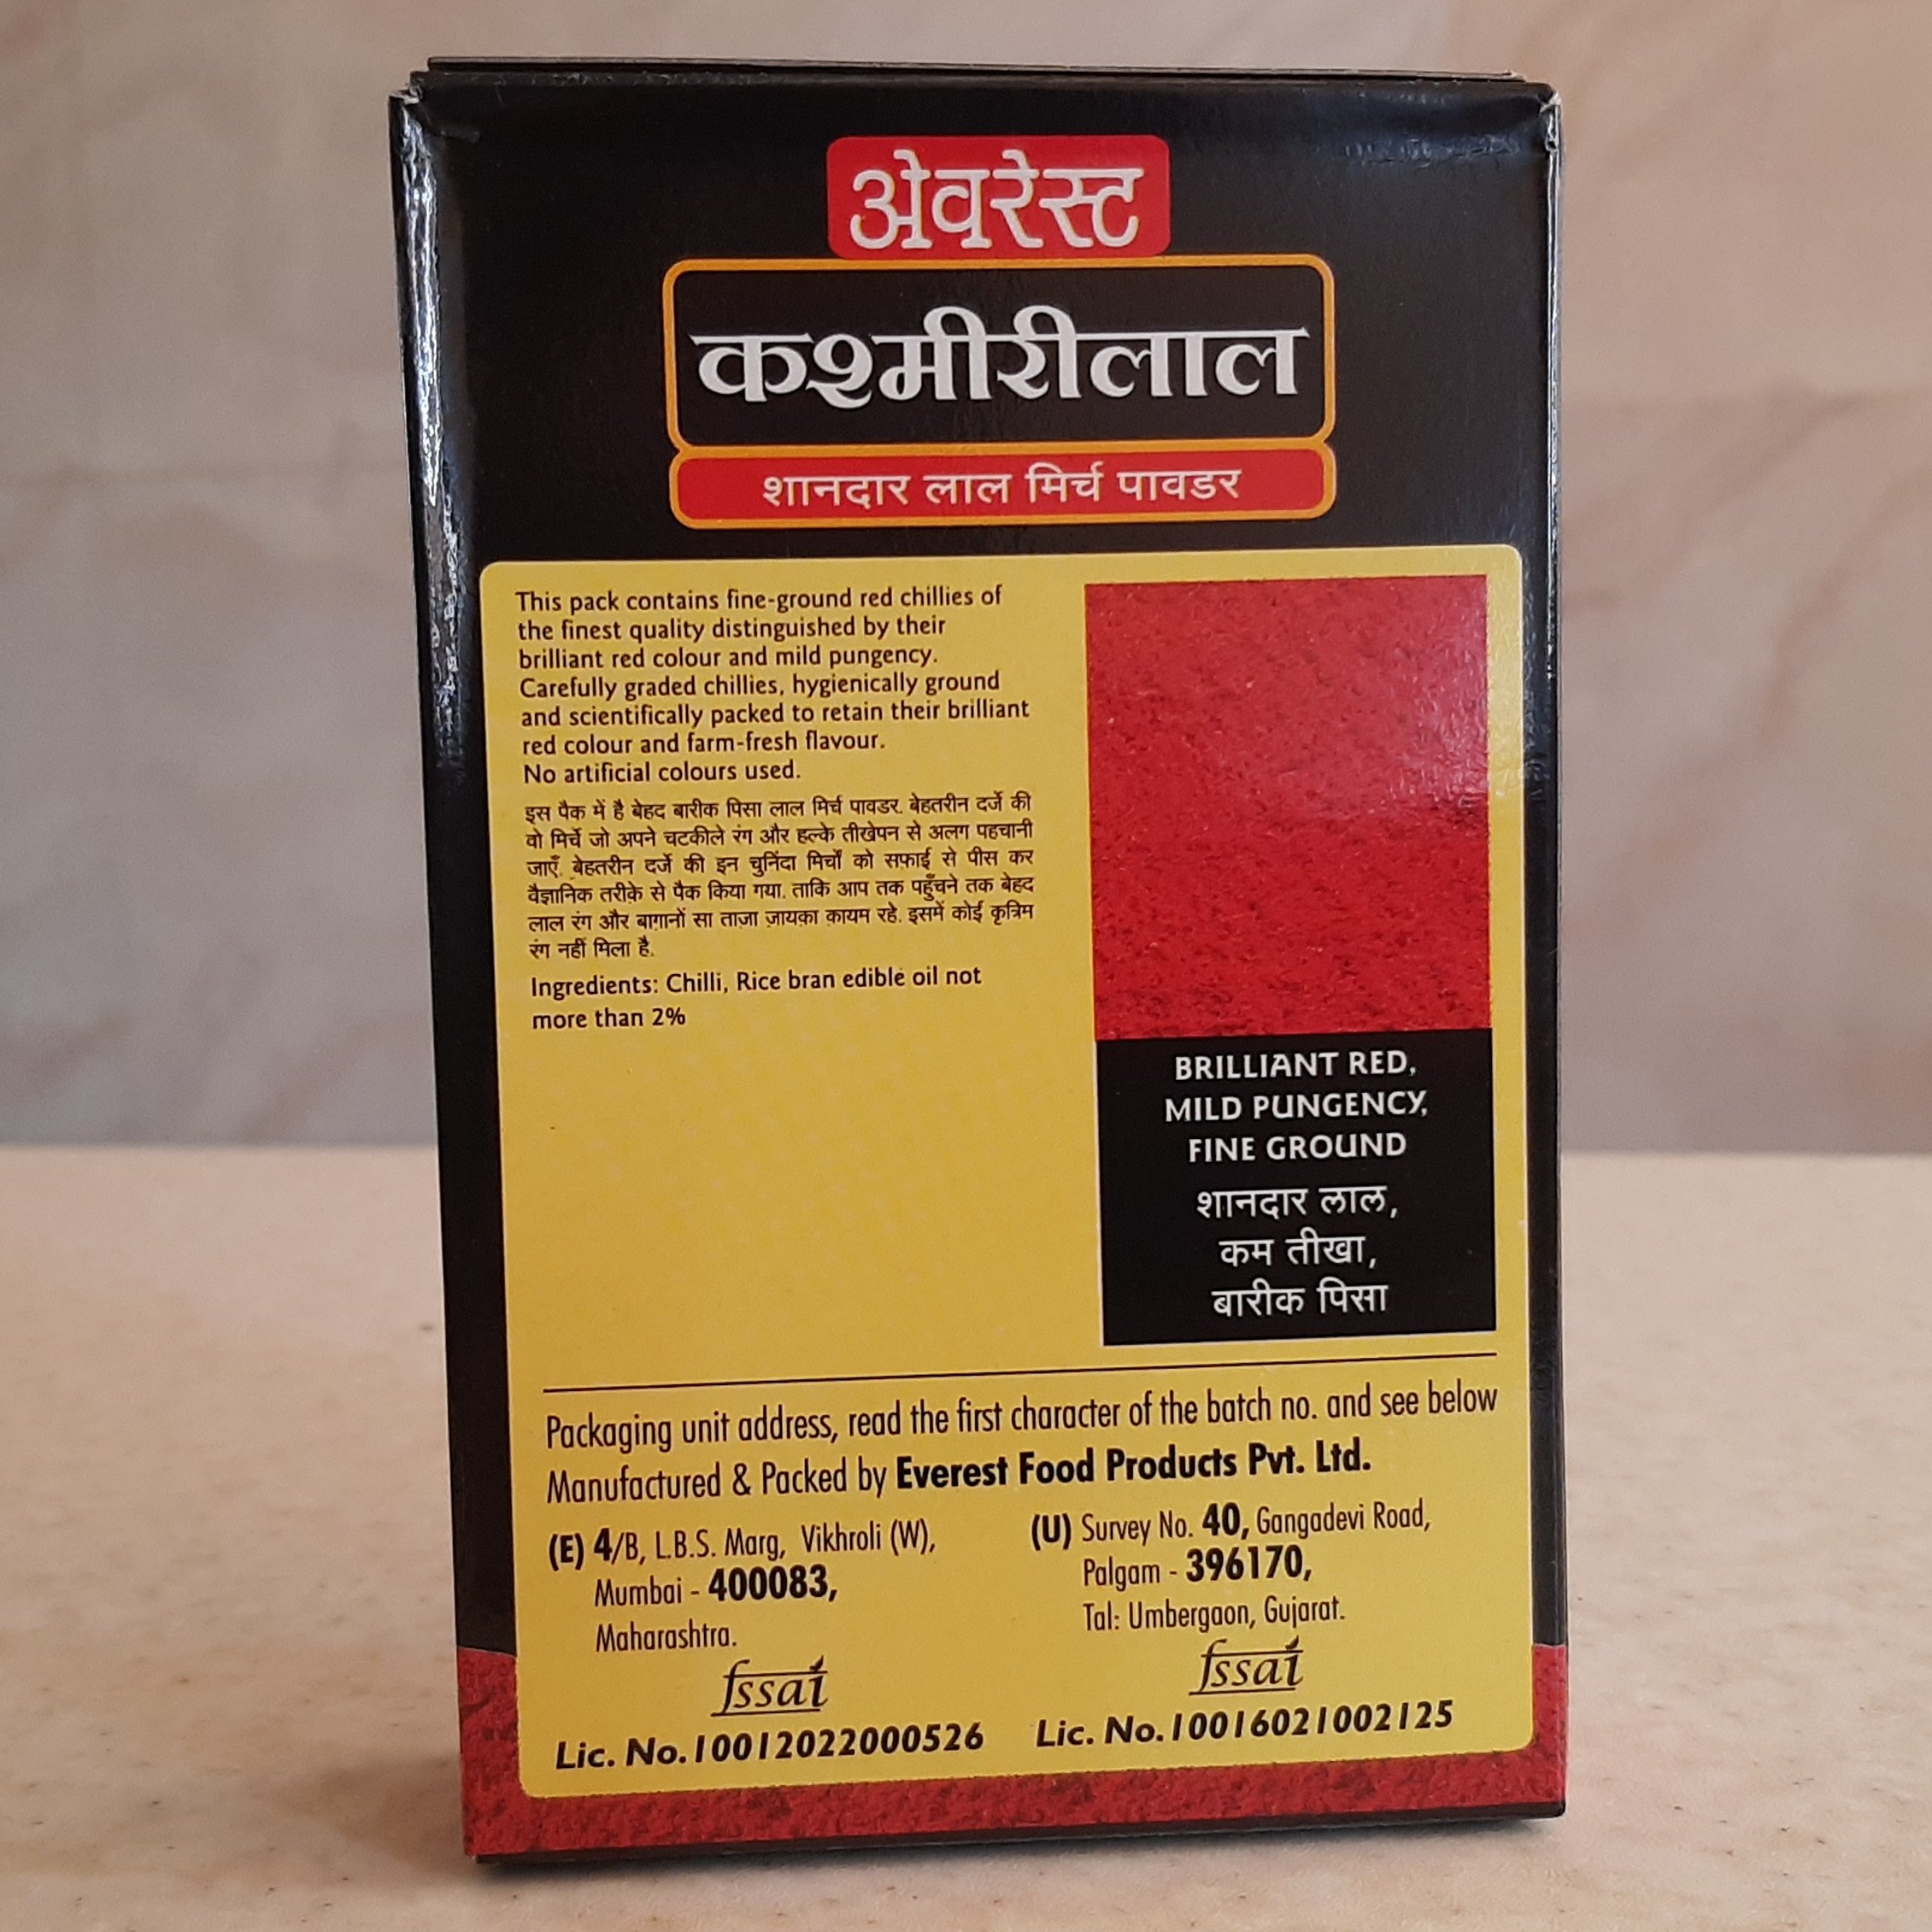 अेवरेस्ट
कश्मीरीलाल
शानदार लाल मिर्च पावडर
This pack contains fine-ground red chillies of
the finest quality distinguished by their
brilliant red colour and mild pungency.
Carefully graded chillies, hygienically ground
and scientifically packed to retain their brilliant
red colour and farm-fresh flavour.
No artificial colours used.
इस पैक में है बेहद बारीक पिसा लाल मिर्च पावडर. बेहतरीन दर्जे की
वो मिर्चे जो अपने चटकीले रंग और हल्के तीखेपन से अलग पहचानी
जाएँ. बेहतरीन दर्जे की इन चुनिंदा मिर्चों को सफ़ाई से पीस कर
वैज्ञानिक तरीक़े से पैक किया गया. ताकि आप तक पहुँचने तक बेहद
लाल रंग और बाग़ानों सा ताज़ा ज़ायक़ा क़ायम रहे. इसमें कोई कृत्रिम
रंग नहीं मिला है.
Ingredients: Chilli, Rice bran edible oil not
more than 2%
BRILLIANT RED,
MILD PUNGENCY,
FINE GROUND
शानदार लाल,
कम तीखा,
बारीक पिसा
Packaging unit address, read the first character of the batch no. and see below
Manufactured & Packed by Everest Food Products Pvt. Ltd.
(E) 4/B, L.B.S. Marg, Vikhroli (W),
Mumbai - 400083,
Maharashtra.
fssai
Lic. No.10012022000526
(U) Survey No. 40, Gangadevi Road,
Palgam - 396170,
Tal: Umbergaon, Gujarat.
fssai
Lic. No.10016021002125